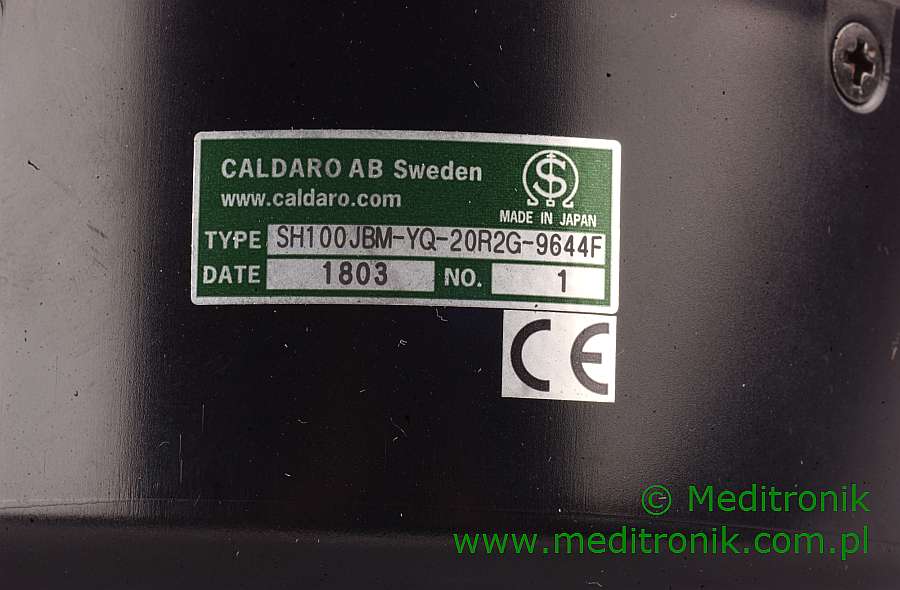 CALDARO AB Sweden
www.caldaro.com
MADE IN JAPAN
TYPE SH100JBM-YQ-20R2G-9644F
DATE 1803 NO. 1
CE
© Meditronik
www.meditronik.com.pl